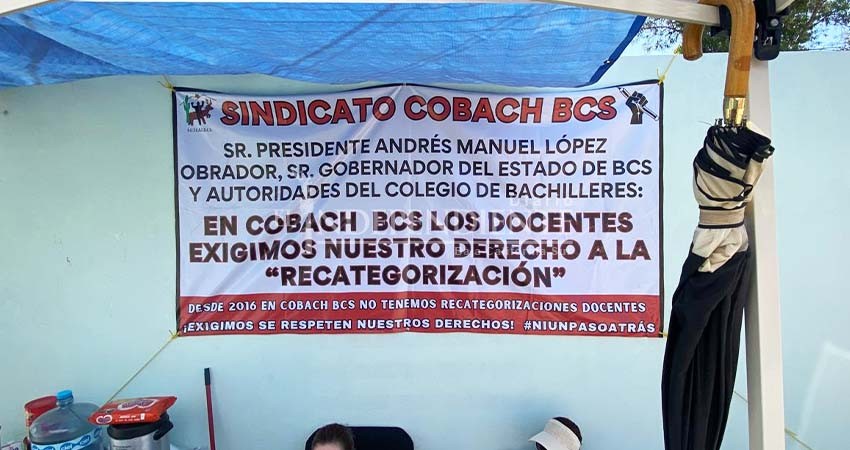 SINDICATO COBACH BCS
SR. PRESIDENTE ANDRÉS MANUEL LÓPEZ
OBRADOR, SR. GOBERNADOR DEL ESTADO DE BCS
Y AUTORIDADES DEL COLEGIO DE BACHILLERES:
EN COBACH BCS LOS DOCENTES
EXIGIMOS NUESTRO DERECHO A LA
“RECATEGORIZACIÓN”
DESDE 2016 EN COBACH BCS NO TENEMOS RECATEGORIZACIONES DOCENTES
¡EXIGIMOS SE RESPETEN NUESTROS DERECHOS! #NIUNPASOATRÁS